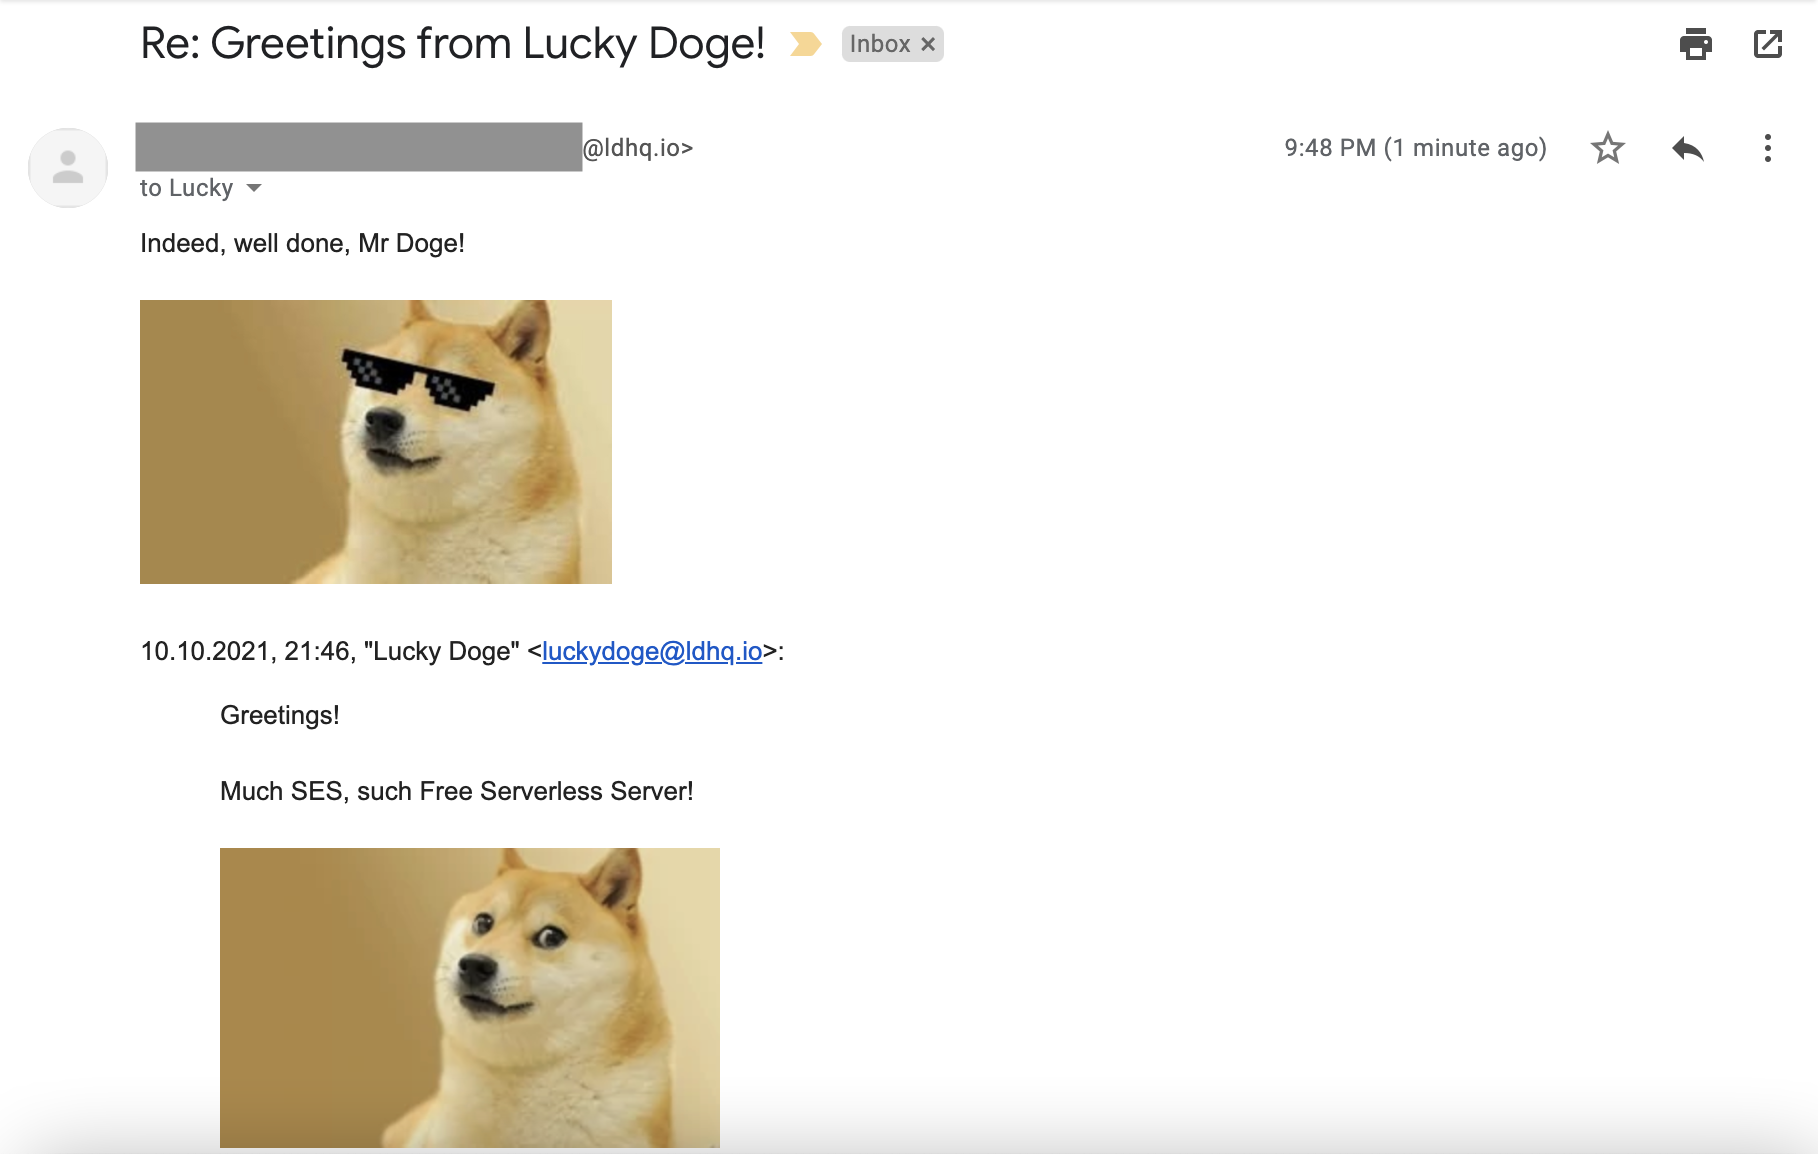 Re: Greetings from Lucky Doge!
Inbox ×
@ldhq.io>
9:48 PM (1 minute ago)
to Lucky
Indeed, well done, Mr Doge!
10.10.2021, 21:46, "Lucky Doge" <luckydoge@ldhq.io>:
Greetings!
Much SES, such Free Serverless Server!